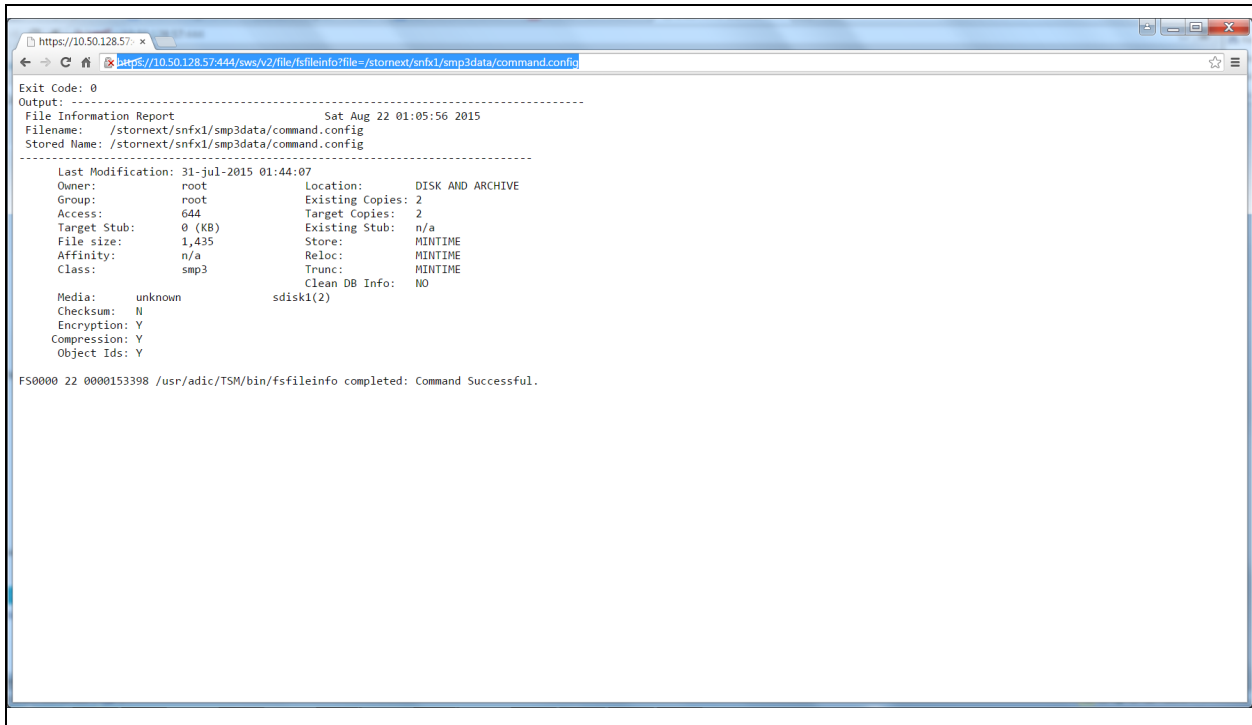 https://10.50.128.57:
https://10.50.128.57:444/sws/v2/file/fsfileinfo?file=/stornext/snfx1/smp3data/command.config
Exit Code: 0
Output: -------------------------------------------------------------------------------
File Information Report Sat Aug 22 01:05:56 2015
Filename: /stornext/snfx1/smp3data/command.config
Stored Name: /stornext/snfx1/smp3data/command.config
-------------------------------------------------------------------------------
Last Modification: 31-jul-2015 01:44:07
Owner: root Location: DISK AND ARCHIVE
Group: root Existing Copies: 2
Access: 644 Target Copies: 2
Target Stub: 0 (KB) Existing Stub: n/a
File size: 1,435 Store: MINTIME
Affinity: n/a Reloc: MINTIME
Class: smp3 Trunc: MINTIME
Clean DB Info: NO
Media: unknown sdisk1(2)
Checksum: N
Encryption: Y
Compression: Y
Object Ids: Y
FS0000 22 0000153398 /usr/adic/TSM/bin/fsfileinfo completed: Command Successful.